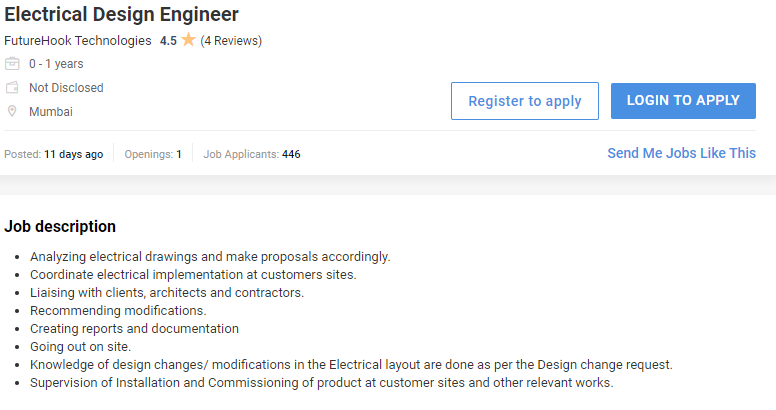 Electrical Design Engineer
FutureHook Technologies 4.5 (4 Reviews)
0 - 1 years
Not Disclosed
Mumbai
Register to apply
LOGIN TO APPLY
Posted: 11 days ago Openings: 1 Job Applicants: 446
Send Me Jobs Like This
Job description
Analyzing electrical drawings and make proposals accordingly.
Coordinate electrical implementation at customers sites.
Liaising with clients, architects and contractors.
Recommending modifications.
Creating reports and documentation
Going out on site.
Knowledge of design changes/ modifications in the Electrical layout are done as per the Design change request.
Supervision of Installation and Commissioning of product at customer sites and other relevant works.